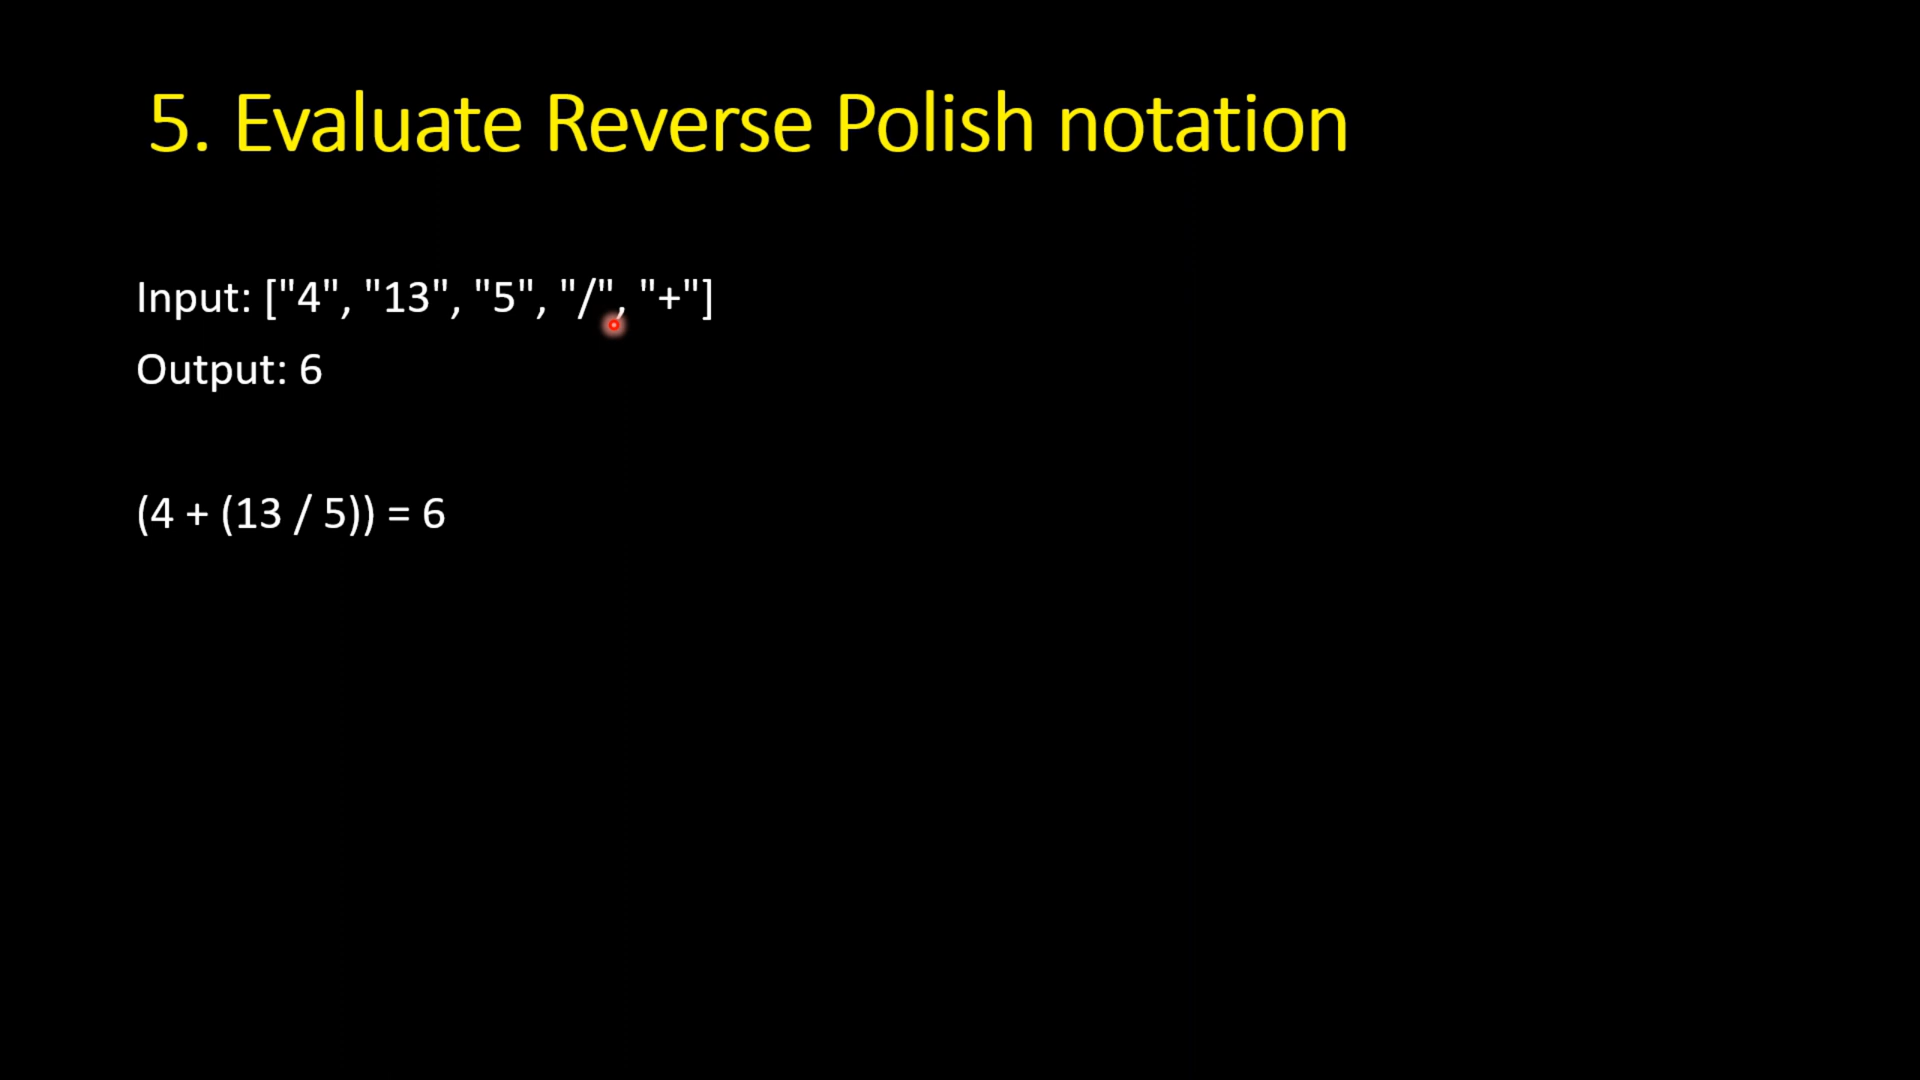 5. Evaluate Reverse Polish notation
Input: ["4", "13", "5", "/", "+"]
Output: 6
(4 + (13 / 5)) = 6